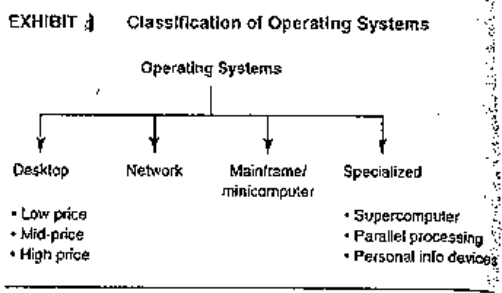 EXHIBIT Classification of Operating Systems
Operating Systems
Desktop
• Low price
• Mid-price
• High price
Network
Mainframe/
minicomputer
Specialized
• Supercomputer
• Parallel processing
• Personal info devices